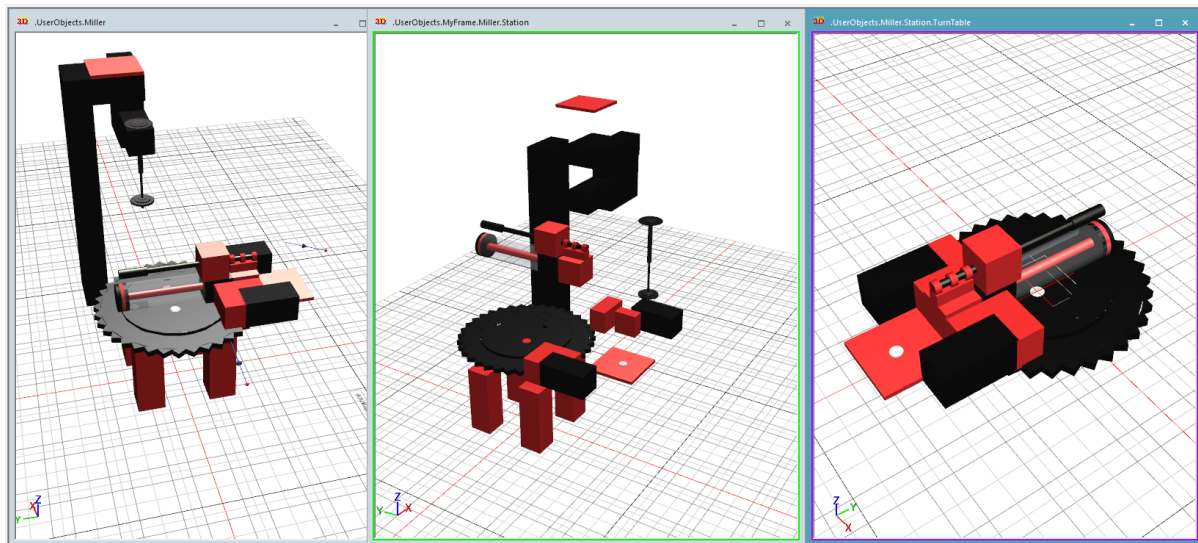 3D .UserObjects.Miller
3D .UserObjects.MyFrame.Miller.Station
3D .UserObjects.Miller.Station.TurnTable
Z
X
Y
Z
Y
X
Z
Y
X